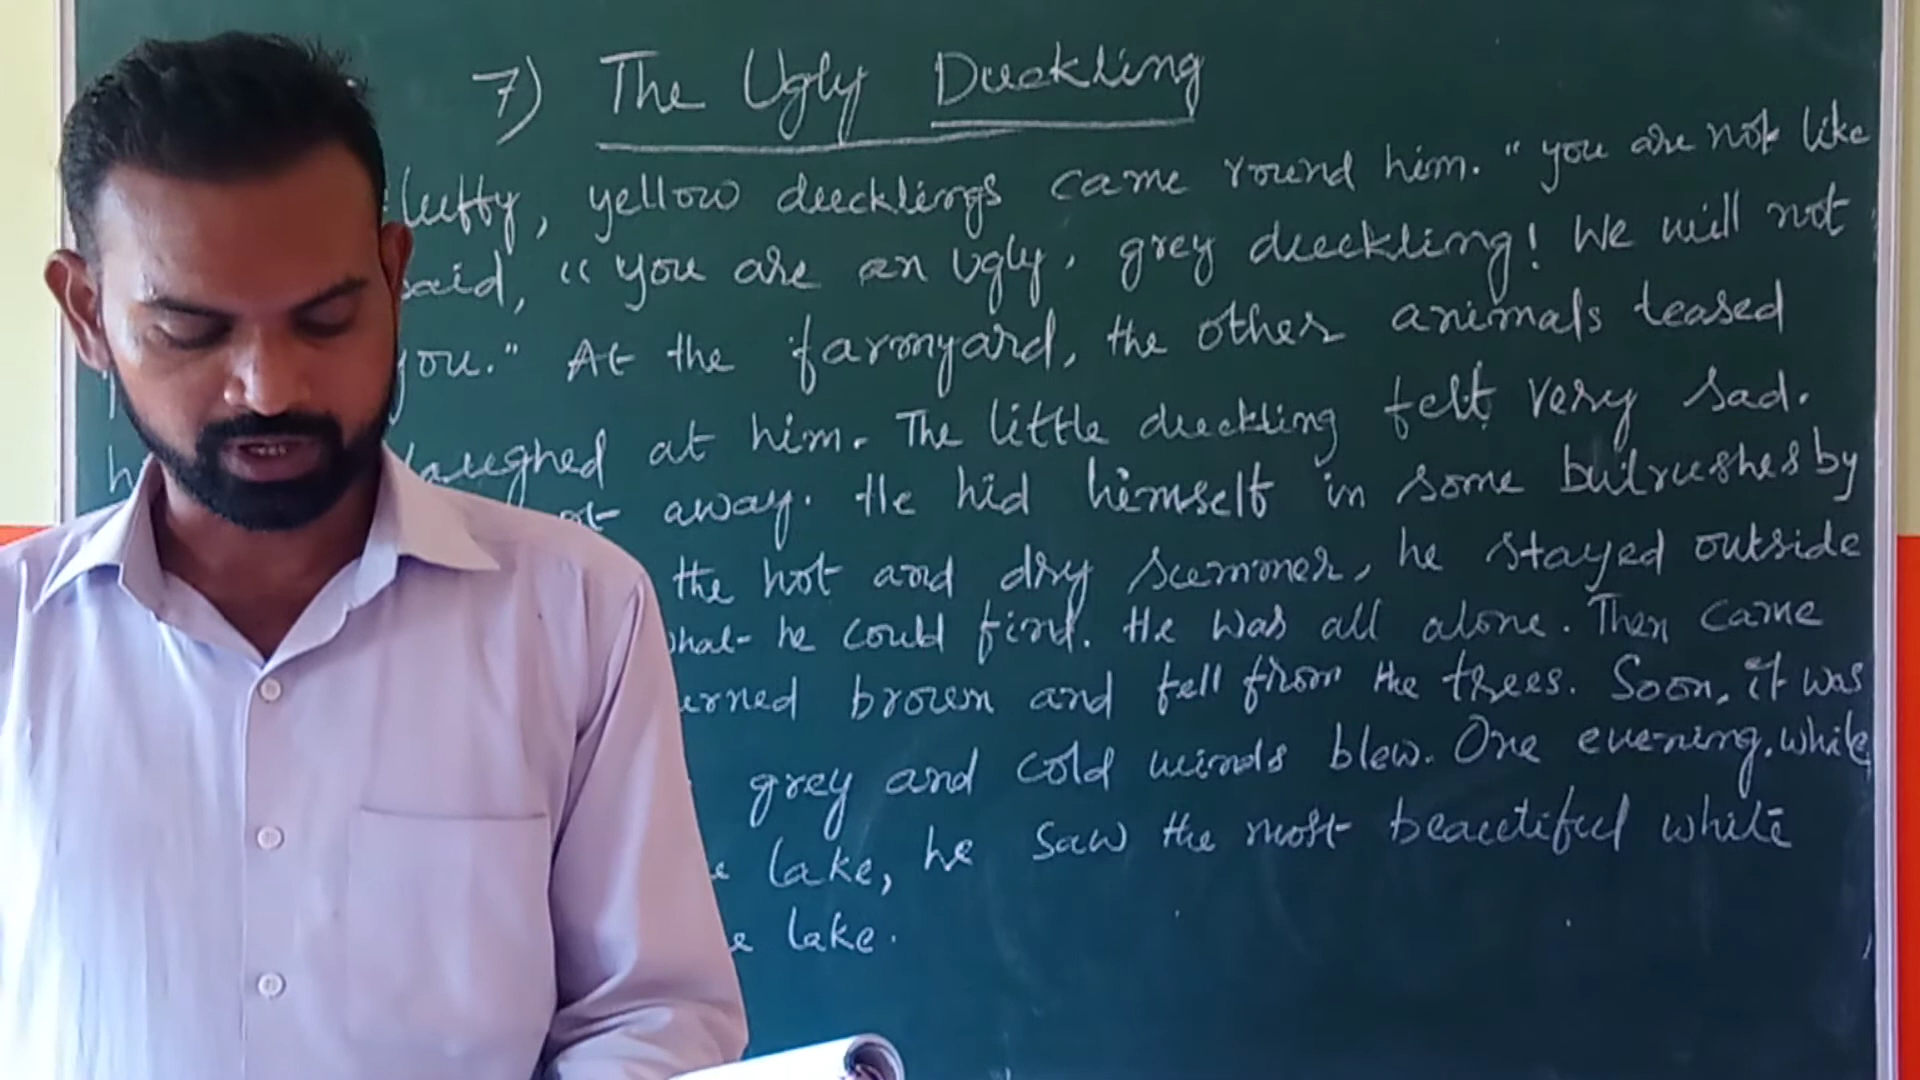 7) The Ugly Duckling
yellow ducklings came round him. "you are not like
said, "you are an Ugly, grey duckling! We will not
you." At the farmyard, the other animals teased
laughed at him. The little duckling felt very sad.
away. He hid himself in some bulrushes by
the hot and dry summer, he stayed outside
what he could find. He was all alone. Then came
brown and fell from the trees. Soon, it was
grey and cold winds blew. One evening, while
lake, he saw the most beautiful white
lake.